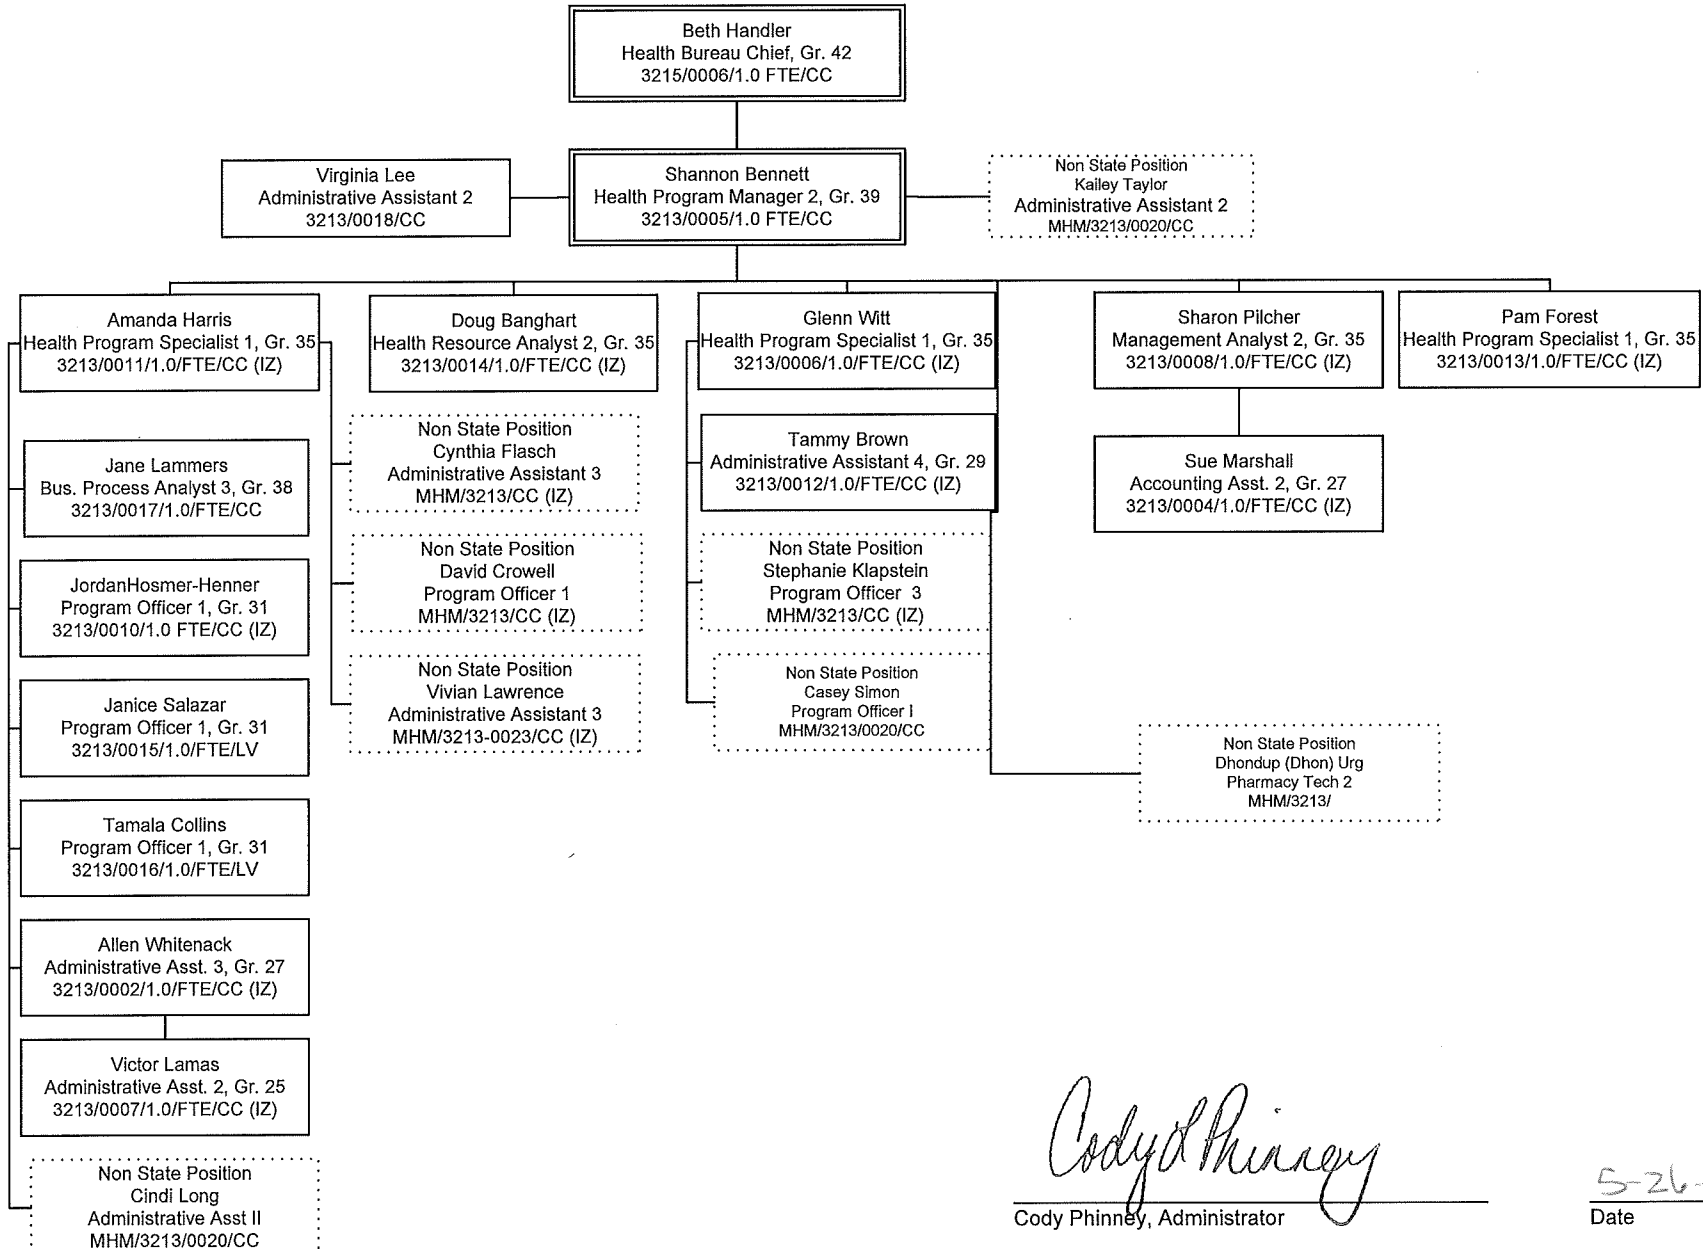 Beth Handler
Health Bureau Chief, Gr. 42
3215/0006/1.0 FTE/CC
Virginia Lee
Administrative Assistant 2
3213/0018/CC
Shannon Bennett
Health Program Manager 2, Gr. 39
3213/0005/1.0 FTE/CC
Non State Position
Kailey Taylor
Administrative Assistant 2
MHM/3213/0020/CC
Amanda Harris
Health Program Specialist 1, Gr. 35
3213/0011/1.0/FTE/CC (IZ)
Doug Banghart
Health Resource Analyst 2, Gr. 35
3213/0014/1.0/FTE/CC (IZ)
Glenn Witt
Health Program Specialist 1, Gr. 35
3213/0006/1.0/FTE/CC (IZ)
Sharon Pilcher
Management Analyst 2, Gr. 35
3213/0008/1.0/FTE/CC (IZ)
Pam Forest
Health Program Specialist 1, Gr. 35
3213/0013/1.0/FTE/CC (IZ)
Jane Lammers
Bus. Process Analyst 3, Gr. 38
3213/0017/1.0/FTE/CC
Non State Position
Cynthia Flasch
Administrative Assistant 3
MHM/3213/CC (IZ)
Tammy Brown
Administrative Assistant 4, Gr. 29
3213/0012/1.0/FTE/CC (IZ)
Sue Marshall
Accounting Asst. 2, Gr. 27
3213/0004/1.0/FTE/CC (IZ)
JordanHosmer-Henner
Program Officer 1, Gr. 31
3213/0010/1.0 FTE/CC (IZ)
Non State Position
David Crowell
Program Officer 1
MHM/3213/CC (IZ)
Non State Position
Stephanie Klapstein
Program Officer 3
MHM/3213/CC (IZ)
Janice Salazar
Program Officer 1, Gr. 31
3213/0015/1.0/FTE/LV
Non State Position
Vivian Lawrence
Administrative Assistant 3
MHM/3213-0023/CC (IZ)
Non State Position
Casey Simon
Program Officer I
MHM/3213/0020/CC
Non State Position
Dhondup (Dhon) Urg
Pharmacy Tech 2
MHM/3213/
Tamala Collins
Program Officer 1, Gr. 31
3213/0016/1.0/FTE/LV
Allen Whitenack
Administrative Asst. 3, Gr. 27
3213/0002/1.0/FTE/CC (IZ)
Victor Lamas
Administrative Asst. 2, Gr. 25
3213/0007/1.0/FTE/CC (IZ)
Non State Position
Cindi Long
Administrative Asst II
MHM/3213/0020/CC
Cody L Phinney
Cody Phinney, Administrator
5-26-
Date